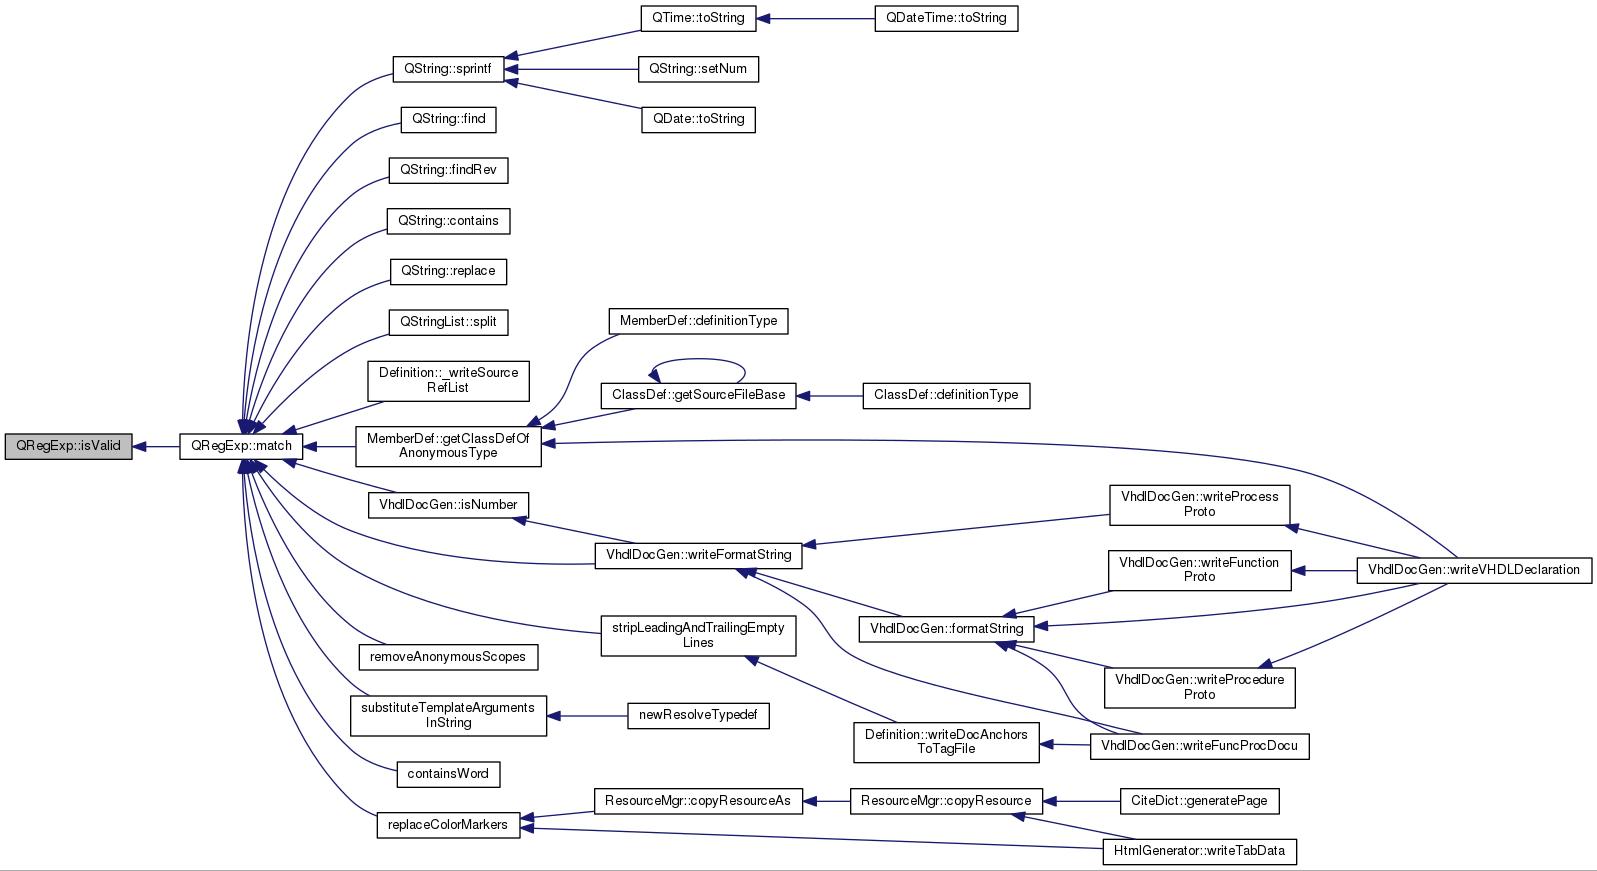 QTime::toString
QDateTime::toString
QString::sprintf
QString::setNum
QString::find
QDate::toString
QString::findRev
QString::contains
QString::replace
QStringList::split
MemberDef::definitionType
Definition::_writeSource
RefList
ClassDef::getSourceFileBase
ClassDef::definitionType
QRegExp::isValid
QRegExp::match
MemberDef::getClassDefOf
AnonymousType
VhdlDocGen::isNumber
VhdlDocGen::writeProcess
Proto
VhdlDocGen::writeFormatString
VhdlDocGen::writeFunction
Proto
VhdlDocGen::writeVHDLDeclaration
stripLeadingAndTrailingEmpty
Lines
VhdlDocGen::formatString
removeAnonymousScopes
VhdlDocGen::writeProcedure
Proto
substituteTemplateArguments
InString
newResolveTypedef
Definition::writeDocAnchors
ToTagFile
VhdlDocGen::writeFuncProcDocu
containsWord
ResourceMgr::copyResourceAs
ResourceMgr::copyResource
CiteDict::generatePage
replaceColorMarkers
HtmlGenerator::writeTabData